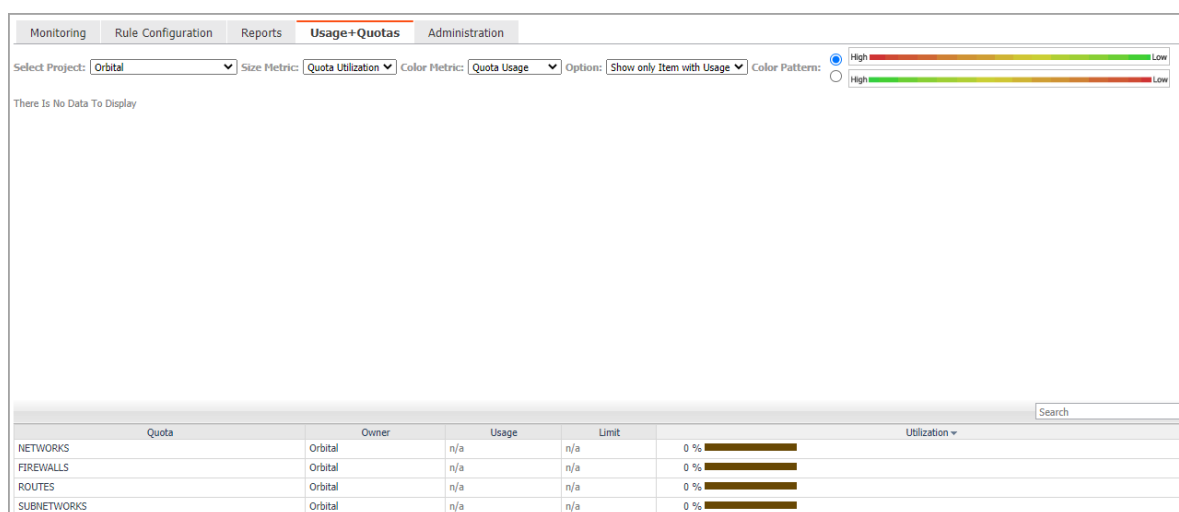 Monitoring Rule Configuration Reports Usage+Quotas Administration
Select Project: Orbital Size Metric: Quota Utilization Color Metric: Quota Usage Option: Show only Item with Usage Color Pattern: High Low
High Low
There Is No Data To Display
Search
Quota Owner Usage Limit Utilization
NETWORKS Orbital n/a n/a 0 %
FIREWALLS Orbital n/a n/a 0 %
ROUTES Orbital n/a n/a 0 %
SUBNETWORKS Orbital n/a n/a 0 %